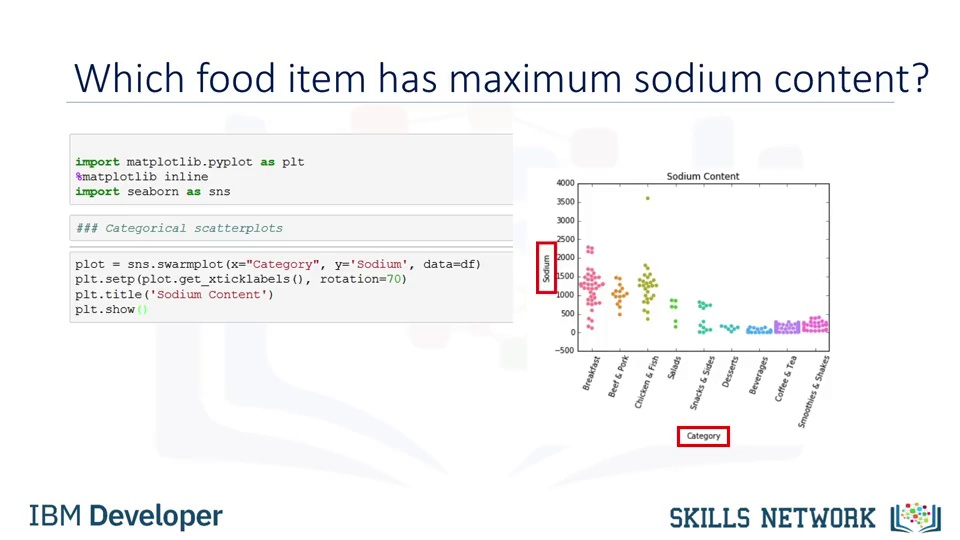 Which food item has maximum sodium content?
import matplotlib.pyplot as plt
%matplotlib inline
import seaborn as sns
### Categorical scatterplots
plot = sns.swarmplot(x="Category", y='Sodium', data=df)
plt.setp(plot.get_xticklabels(), rotation=70)
plt.title('Sodium Content')
plt.show()
Sodium Content
4000
3500
3000
2500
2000
1500
1000
500
0
−500
Sodium
Breakfast
Beef & Pork
Chicken & Fish
Salads
Snacks & Sides
Desserts
Beverages
Coffee & Tea
Smoothies & Shakes
Category
IBM Developer
SKILLS NETWORK